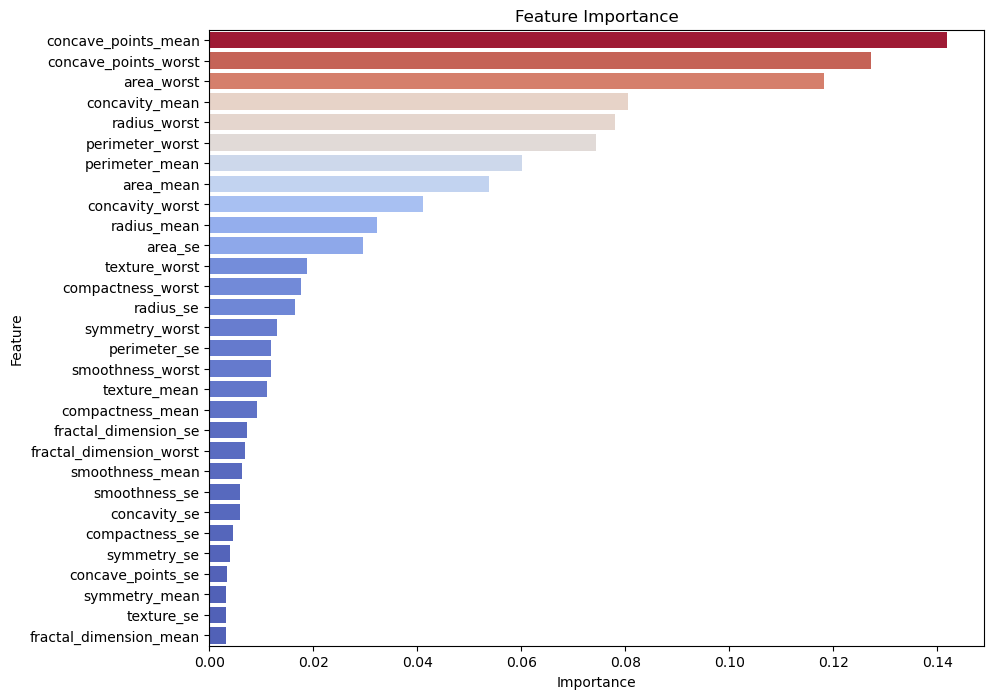 Feature Importance
Feature
concave_points_mean
concave_points_worst
area_worst
concavity_mean
radius_worst
perimeter_worst
perimeter_mean
area_mean
concavity_worst
radius_mean
area_se
texture_worst
compactness_worst
radius_se
symmetry_worst
perimeter_se
smoothness_worst
texture_mean
compactness_mean
fractal_dimension_se
fractal_dimension_worst
smoothness_mean
smoothness_se
concavity_se
compactness_se
symmetry_se
concave_points_se
symmetry_mean
texture_se
fractal_dimension_mean
0.00 0.02 0.04 0.06 0.08 0.10 0.12 0.14
Importance